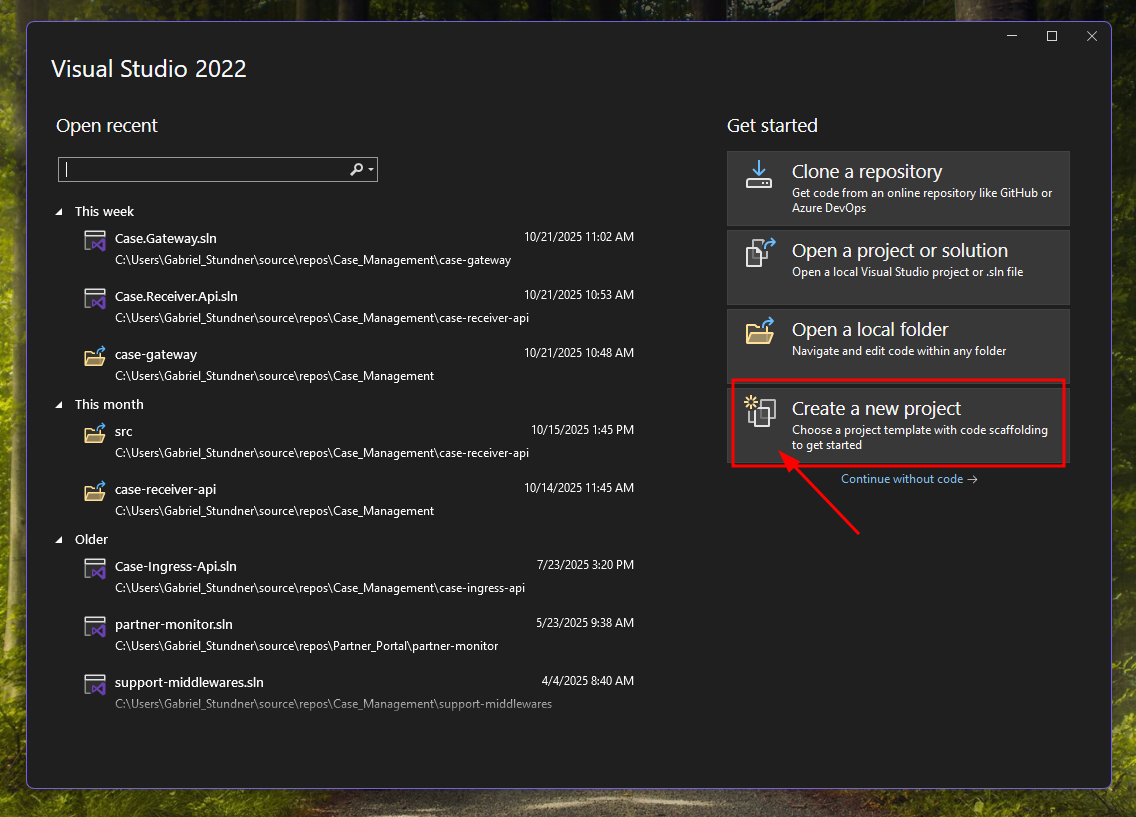 Visual Studio 2022
Open recent
This week
Case.Gateway.sln
10/21/2025 11:02 AM
C:\Users\Gabriel_Stundner\source\repos\Case_Management\case-gateway
Case.Receiver.Api.sln
10/21/2025 10:53 AM
C:\Users\Gabriel_Stundner\source\repos\Case_Management\case-receiver-api
case-gateway
10/21/2025 10:48 AM
C:\Users\Gabriel_Stundner\source\repos\Case_Management
This month
src
10/15/2025 1:45 PM
C:\Users\Gabriel_Stundner\source\repos\Case_Management\case-receiver-api
case-receiver-api
10/14/2025 11:45 AM
C:\Users\Gabriel_Stundner\source\repos\Case_Management
Older
Case-Ingress-Api.sln
7/23/2025 3:20 PM
C:\Users\Gabriel_Stundner\source\repos\Case_Management\case-ingress-api
partner-monitor.sln
5/23/2025 9:38 AM
C:\Users\Gabriel_Stundner\source\repos\Partner_Portal\partner-monitor
support-middlewares.sln
4/4/2025 8:40 AM
C:\Users\Gabriel_Stundner\source\repos\Case_Management\support-middlewares
Get started
Clone a repository
Get code from an online repository like GitHub or
Azure DevOps
Open a project or solution
Open a local Visual Studio project or .sln file
Open a local folder
Navigate and edit code within any folder
Create a new project
Choose a project template with code scaffolding
to get started
Continue without code →